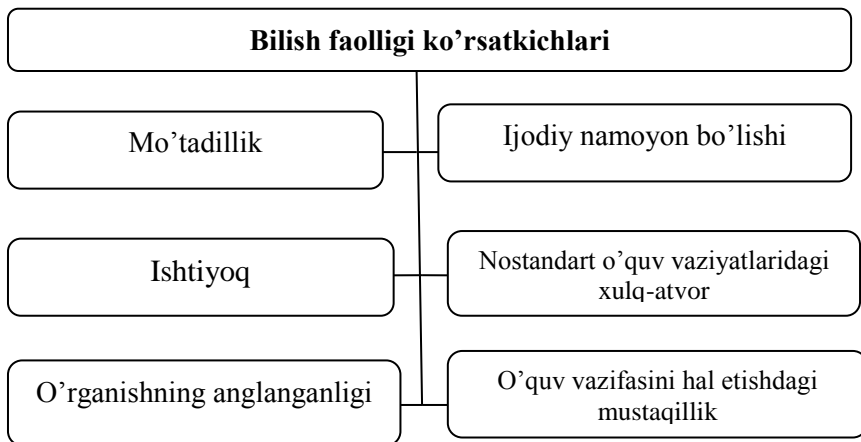 Bilish faolligi ko’rsatkichlari
Mo’tadillik
Ijodiy namoyon bo’lishi
Ishtiyoq
Nostandart o’quv vaziyatlaridagi
xulq-atvor
O’rganishning anglanganligi
O’quv vazifasini hal etishdagi
mustaqillik